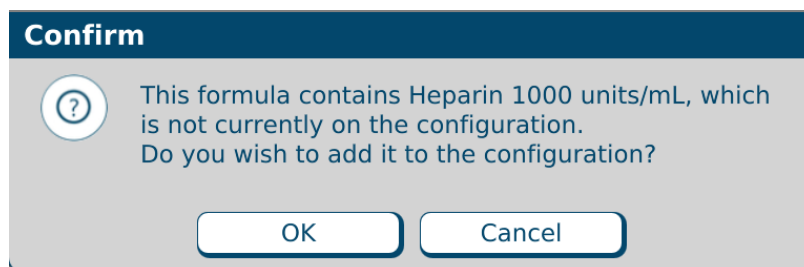 Confirm
This formula contains Heparin 1000 units/mL, which
is not currently on the configuration.
Do you wish to add it to the configuration?
OK
Cancel